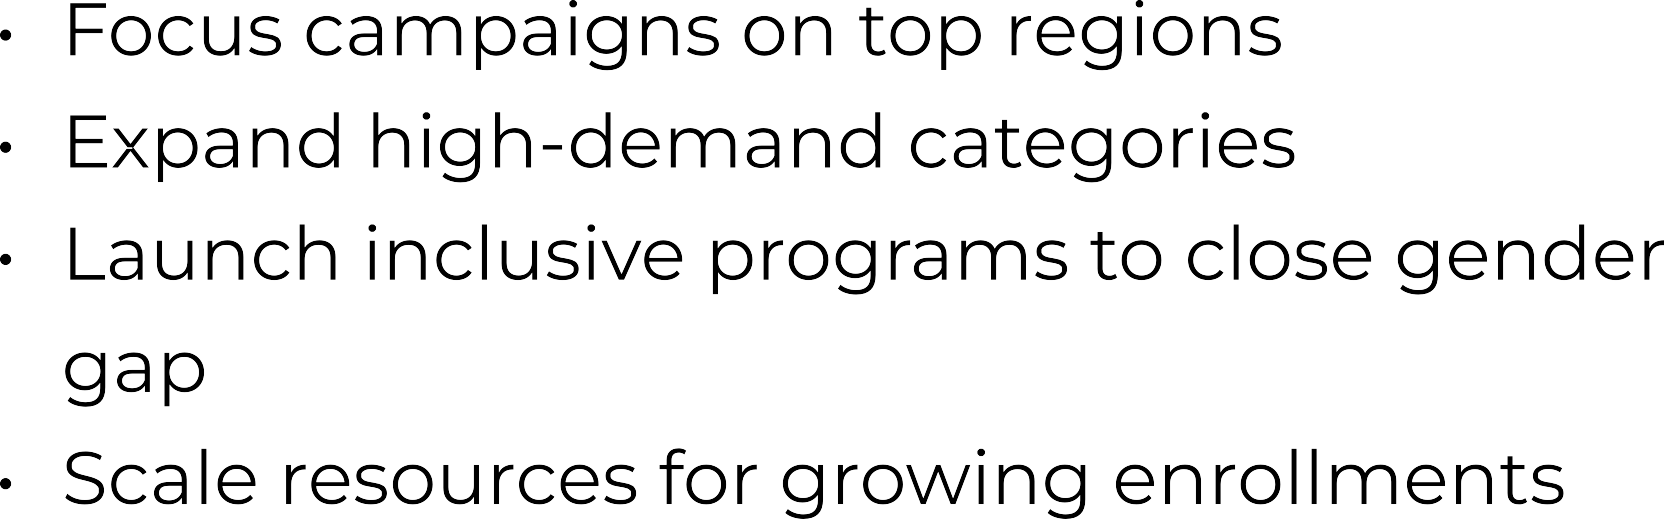 • Focus campaigns on top regions
• Expand high-demand categories
• Launch inclusive programs to close gender
gap
• Scale resources for growing enrollments